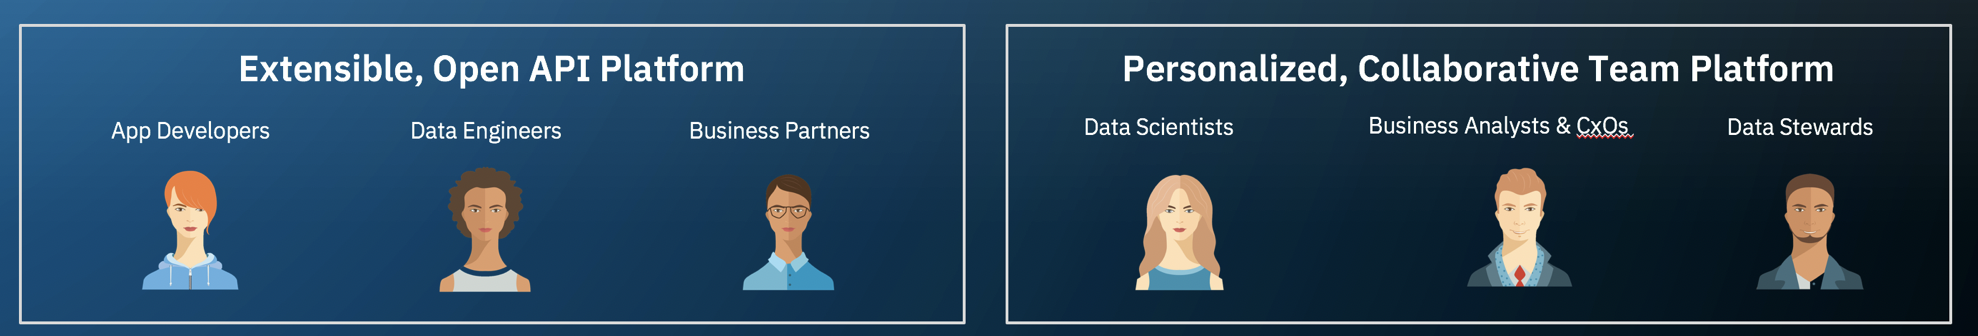 Extensible, Open API Platform
App Developers
Data Engineers
Business Partners
Personalized, Collaborative Team Platform
Data Scientists
Business Analysts & CxOs
Data Stewards